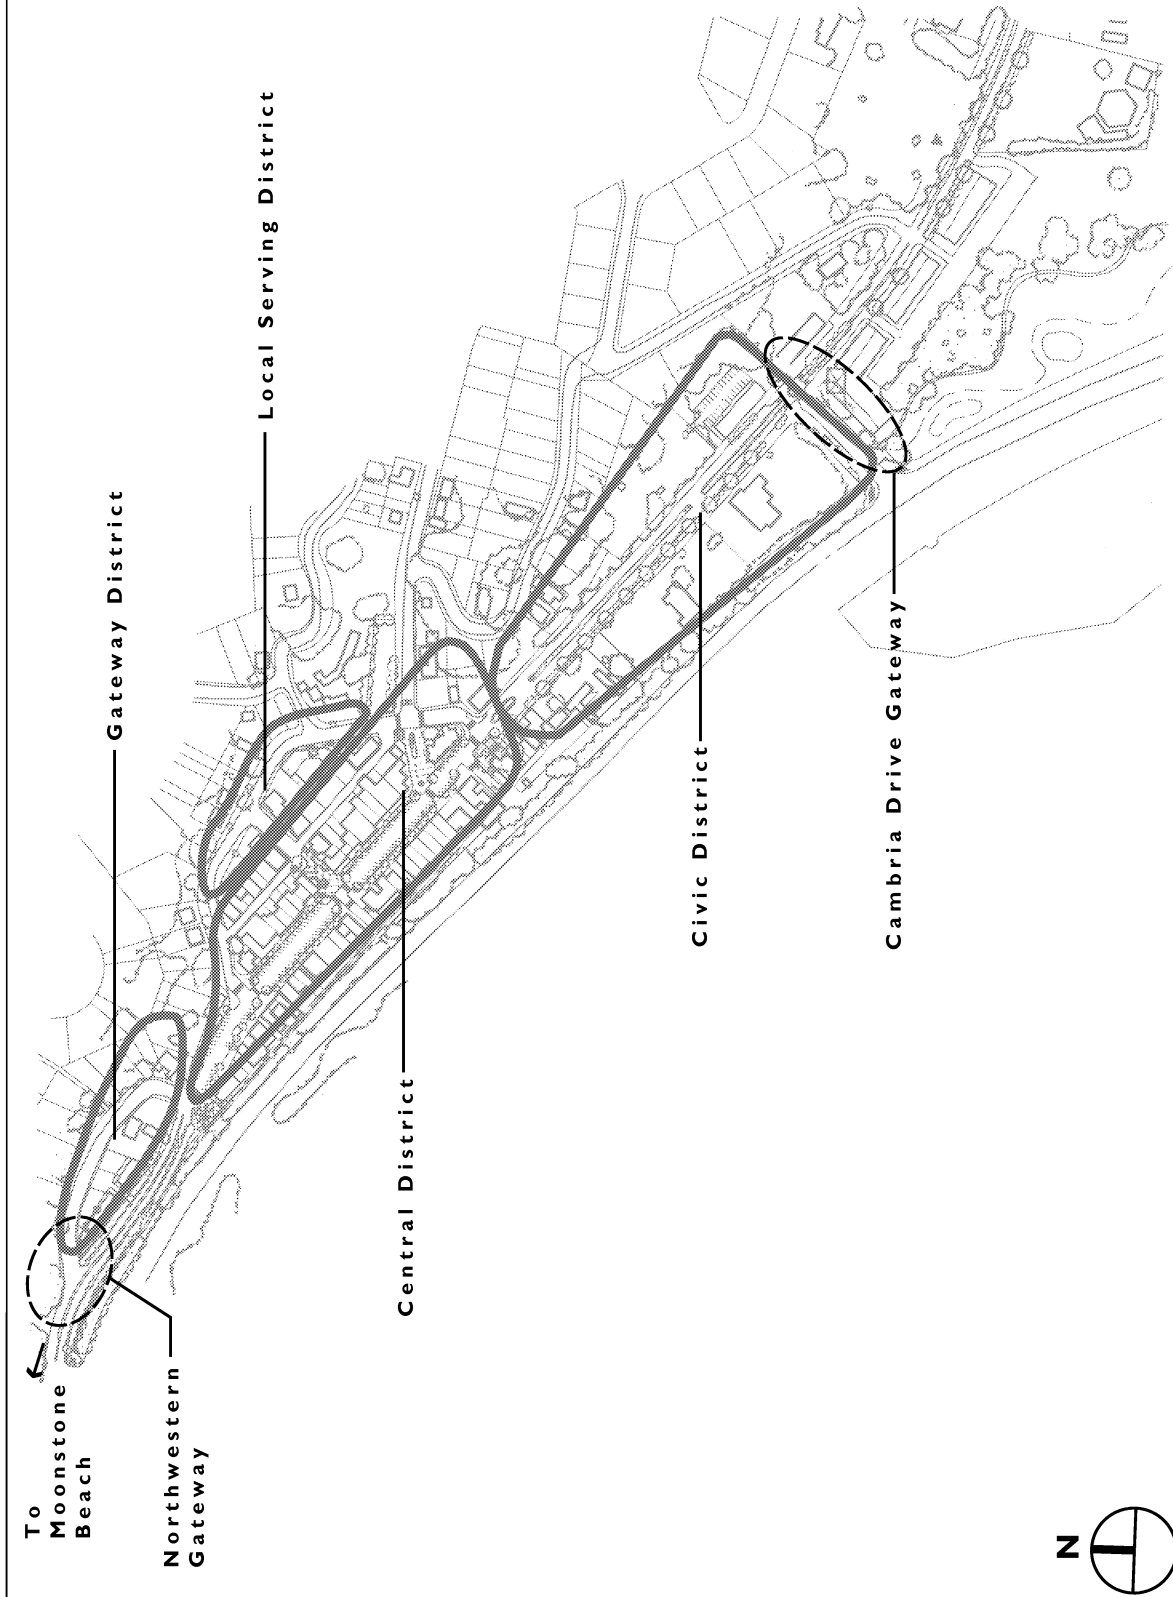 To
Moonstone
Beach
Northwestern
Gateway
Gateway District
Local Serving District
Central District
Civic District
Cambria Drive Gateway
N